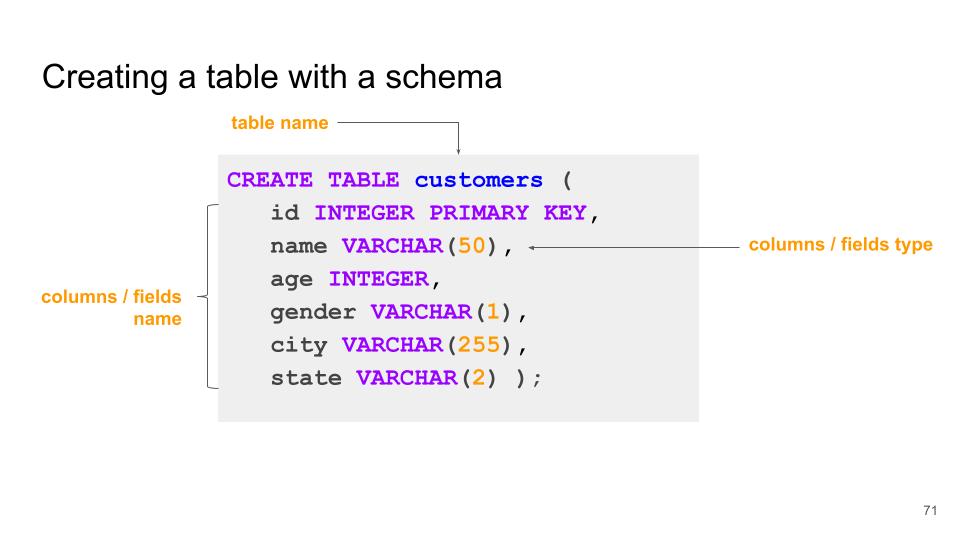 Creating a table with a schema
table name
CREATE TABLE customers (
id INTEGER PRIMARY KEY,
name VARCHAR(50),
columns / fields type
age INTEGER,
columns / fields
name
gender VARCHAR(1),
city VARCHAR(255),
state VARCHAR(2) );
71